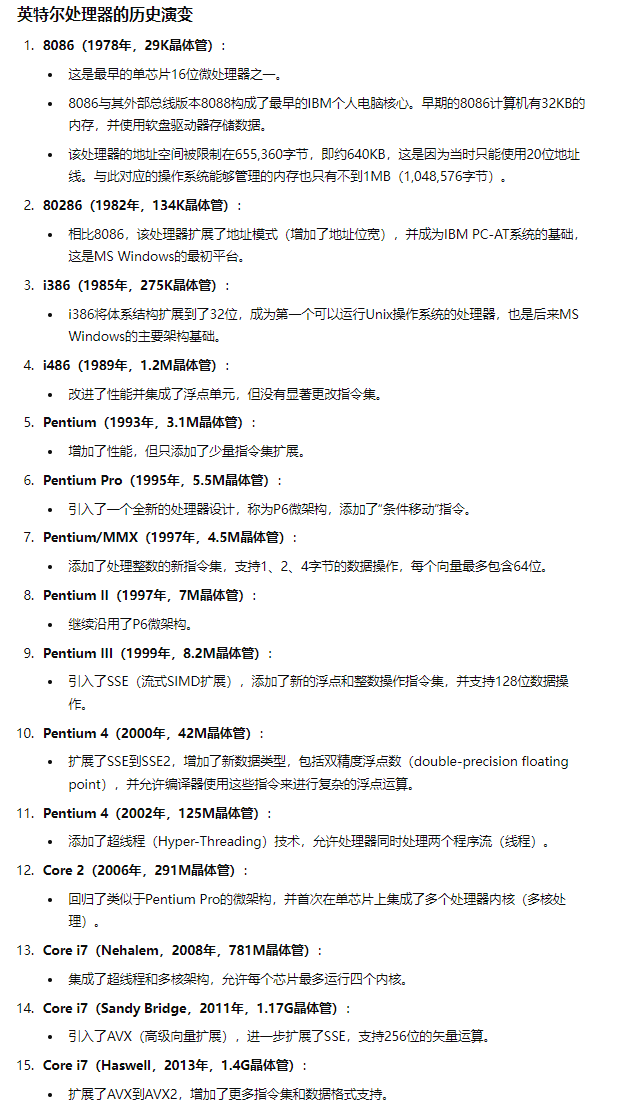 英特尔处理器的历史演变
1. 8086（1978年，29K晶体管）：
• 这是最早的单芯片16位微处理器之一。
• 8086与其外部总线版本8088构成了最早的IBM个人电脑核心。早期的8086计算机有32KB的
内存，并使用软盘驱动器存储数据。
• 该处理器的地址空间被限制在655,360字节，即约640KB，这是因为当时只能使用20位地址
线。与此对应的操作系统能够管理的内存也只有不到1MB（1,048,576字节）。
2. 80286（1982年，134K晶体管）：
• 相比8086，该处理器扩展了地址模式（增加了地址位宽），并成为IBM PC-AT系统的基础，
这是MS Windows的最初平台。
3. i386（1985年，275K晶体管）：
• i386将体系结构扩展到了32位，成为第一个可以运行Unix操作系统的处理器，也是后来MS
Windows的主要架构基础。
4. i486（1989年，1.2M晶体管）：
• 改进了性能并集成了浮点单元，但没有显著更改指令集。
5. Pentium（1993年，3.1M晶体管）：
• 增加了性能，但只添加了少量指令集扩展。
6. Pentium Pro（1995年，5.5M晶体管）：
• 引入了一个全新的处理器设计，称为P6微架构，添加了“条件移动”指令。
7. Pentium/MMX（1997年，4.5M晶体管）：
• 添加了处理整数的新指令集，支持1、2、4字节的数据操作，每个向量最多包含64位。
8. Pentium II（1997年，7M晶体管）：
• 继续沿用了P6微架构。
9. Pentium III（1999年，8.2M晶体管）：
• 引入了SSE（流式SIMD扩展），添加了新的浮点和整数操作指令集，并支持128位数据操
作。
10. Pentium 4（2000年，42M晶体管）：
• 扩展了SSE到SSE2，增加了新数据类型，包括双精度浮点数（double-precision floating
point），并允许编译器使用这些指令来进行复杂的浮点运算。
11. Pentium 4（2002年，125M晶体管）：
• 添加了超线程（Hyper-Threading）技术，允许处理器同时处理两个程序流（线程）。
12. Core 2（2006年，291M晶体管）：
• 回归了类似于Pentium Pro的微架构，并首次在单芯片上集成了多个处理器内核（多核处
理）。
13. Core i7（Nehalem，2008年，781M晶体管）：
• 集成了超线程和多核架构，允许每个芯片最多运行四个内核。
14. Core i7（Sandy Bridge，2011年，1.17G晶体管）：
• 引入了AVX（高级向量扩展），进一步扩展了SSE，支持256位的矢量运算。
15. Core i7（Haswell，2013年，1.4G晶体管）：
• 扩展了AVX到AVX2，增加了更多指令集和数据格式支持。